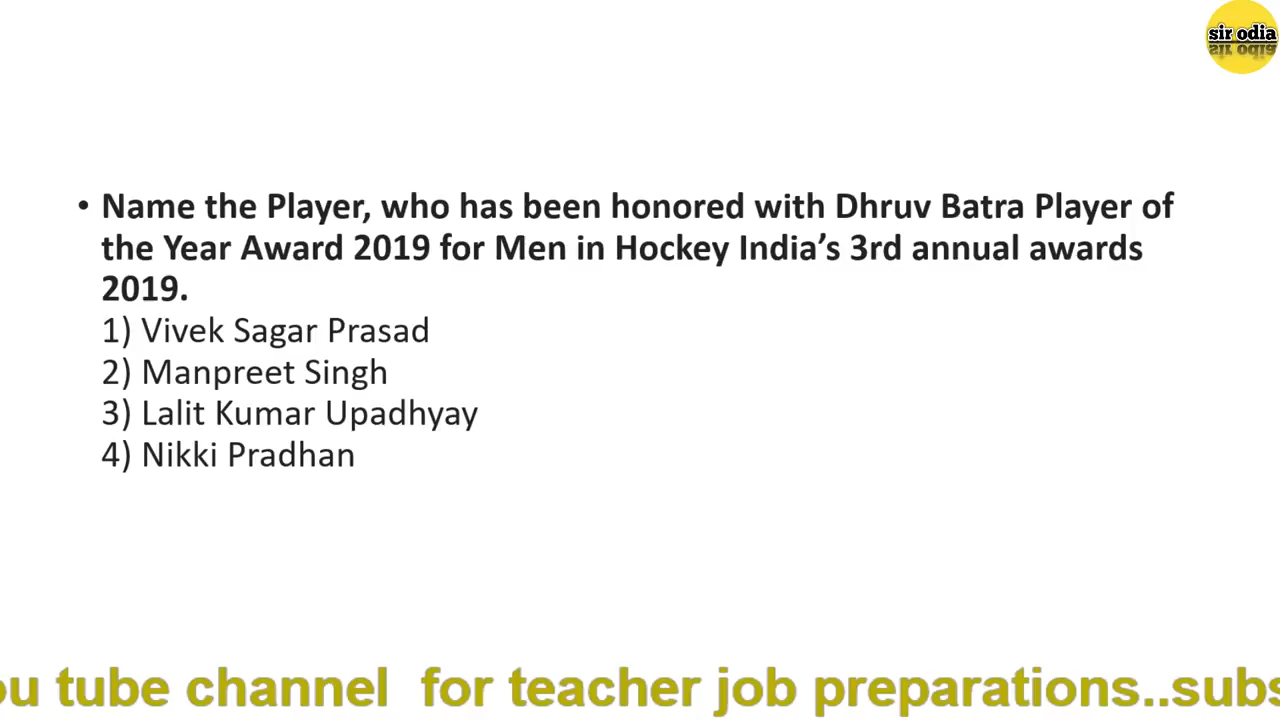 sir odia
• Name the Player, who has been honored with Dhruv Batra Player of
the Year Award 2019 for Men in Hockey India’s 3rd annual awards
2019.
1) Vivek Sagar Prasad
2) Manpreet Singh
3) Lalit Kumar Upadhyay
4) Nikki Pradhan
ou tube channel for teacher job preparations..subs